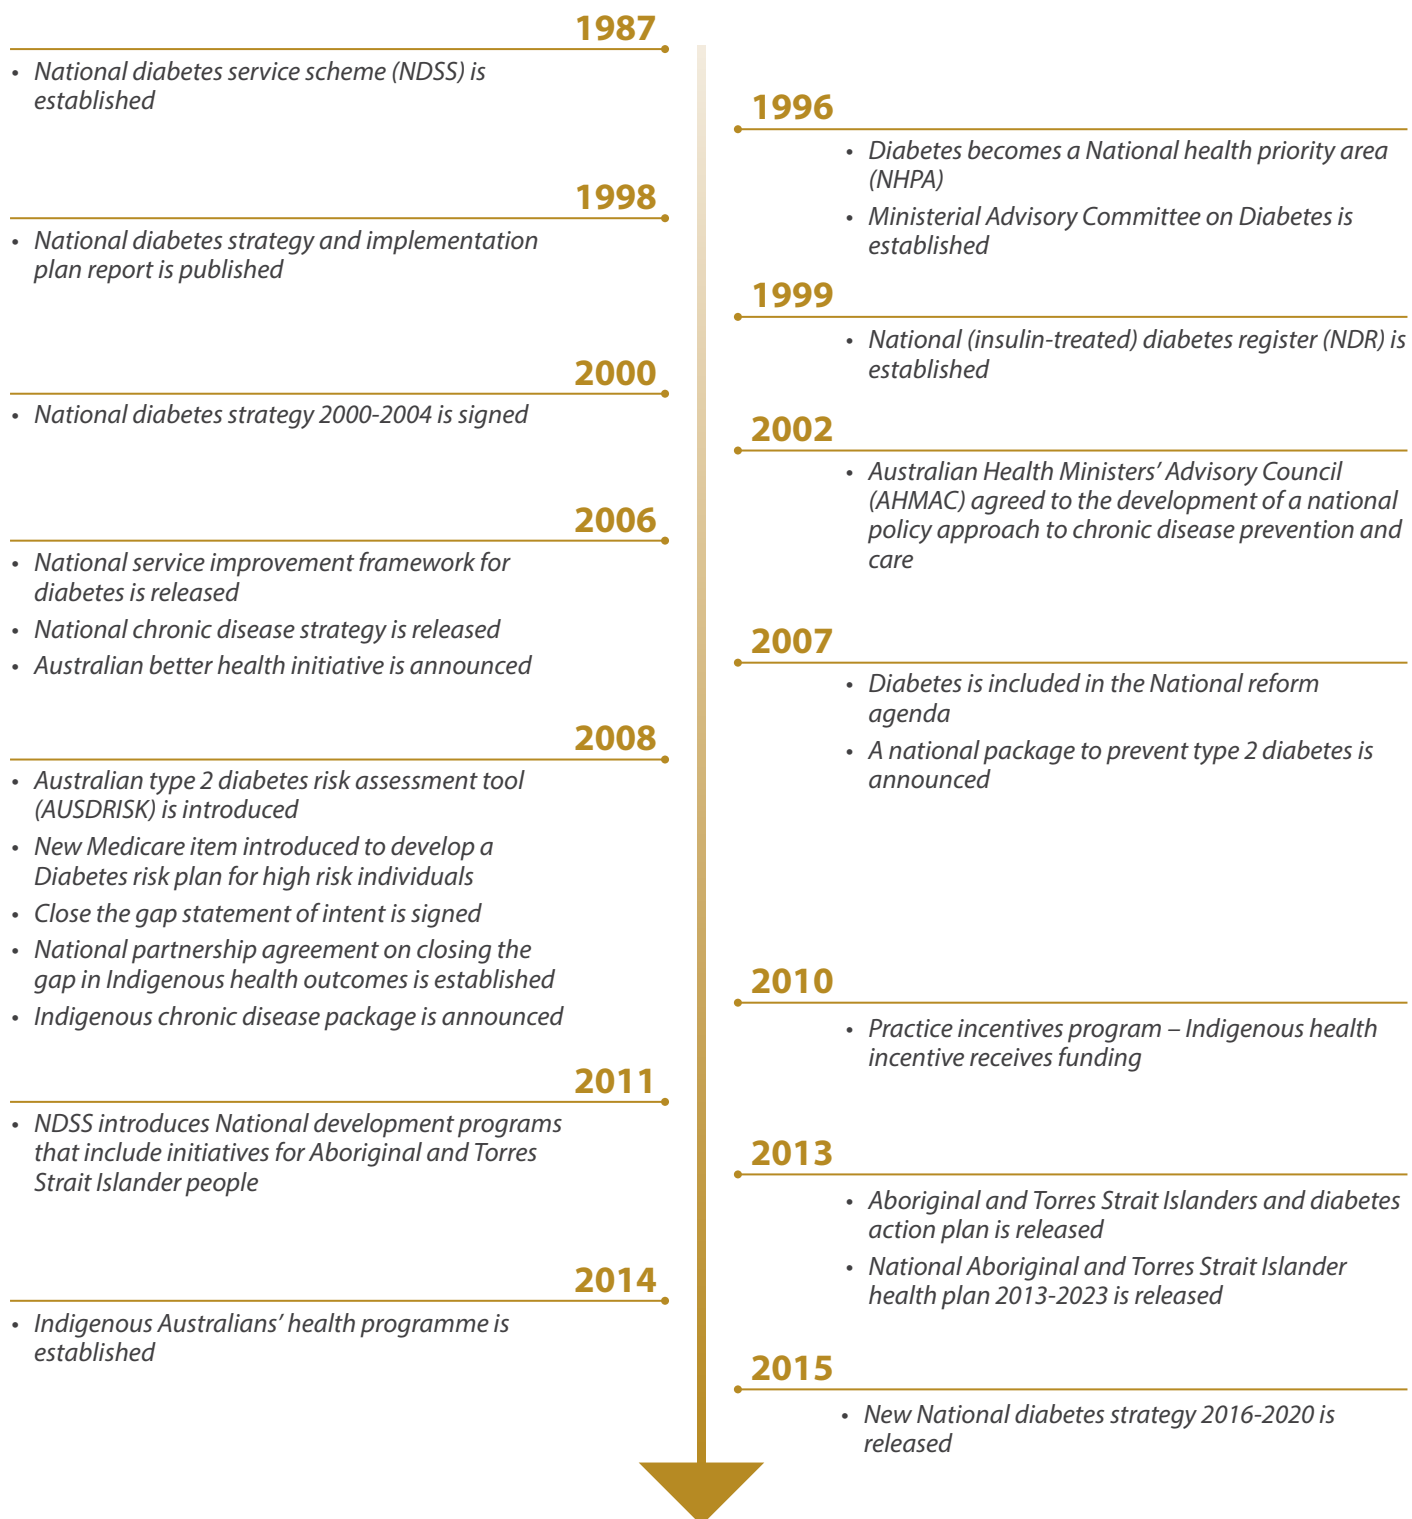 1987
• National diabetes service scheme (NDSS) is
established
1996
• Diabetes becomes a National health priority area
(NHPA)
• Ministerial Advisory Committee on Diabetes is
established
1998
• National diabetes strategy and implementation
plan report is published
1999
• National (insulin-treated) diabetes register (NDR) is
established
2000
• National diabetes strategy 2000-2004 is signed
2002
• Australian Health Ministers’ Advisory Council
(AHMAC) agreed to the development of a national
policy approach to chronic disease prevention and
care
2006
• National service improvement framework for
diabetes is released
• National chronic disease strategy is released
• Australian better health initiative is announced
2007
• Diabetes is included in the National reform
agenda
• A national package to prevent type 2 diabetes is
announced
2008
• Australian type 2 diabetes risk assessment tool
(AUSDRISK) is introduced
• New Medicare item introduced to develop a
Diabetes risk plan for high risk individuals
• Close the gap statement of intent is signed
• National partnership agreement on closing the
gap in Indigenous health outcomes is established
• Indigenous chronic disease package is announced
2010
• Practice incentives program – Indigenous health
incentive receives funding
2011
• NDSS introduces National development programs
that include initiatives for Aboriginal and Torres
Strait Islander people
2013
• Aboriginal and Torres Strait Islanders and diabetes
action plan is released
• National Aboriginal and Torres Strait Islander
health plan 2013-2023 is released
2014
• Indigenous Australians’ health programme is
established
2015
• New National diabetes strategy 2016-2020 is
released